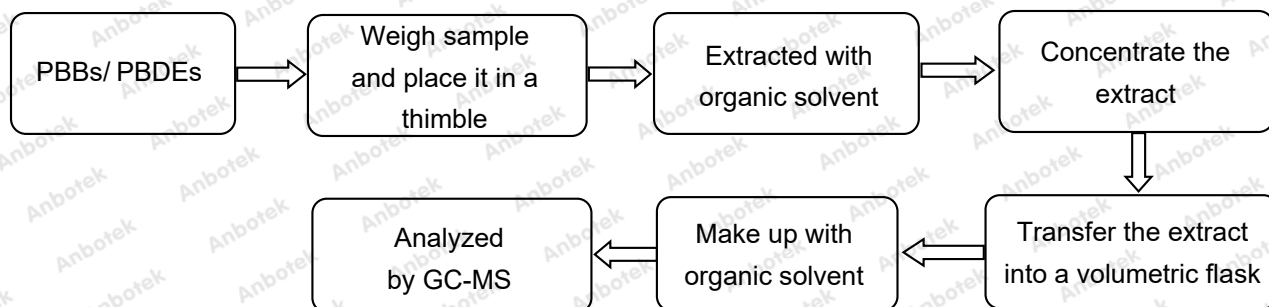 PBBs/ PBDEs
Weigh sample
and place it in a
thimble
Extracted with
organic solvent
Concentrate the
extract
Transfer the extract
into a volumetric flask
Make up with
organic solvent
Analyzed
by GC-MS
Anbotek